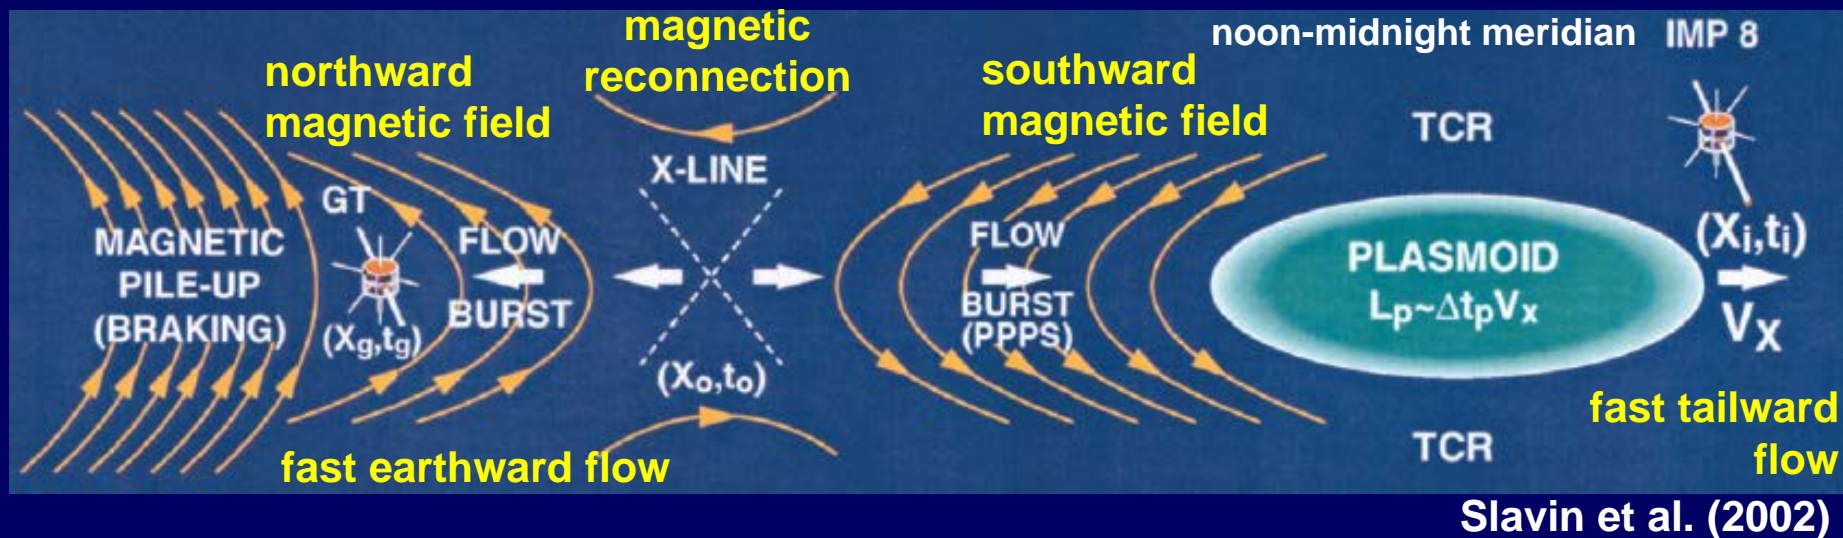 magnetic
reconnection
noon-midnight meridian
IMP 8
northward
magnetic field
southward
magnetic field
TCR
X-LINE
GT
MAGNETIC
PILE-UP
(BRAKING)
FLOW
BURST
(Xg,tg)
(Xo,to)
FLOW
BURST
(PPPS)
PLASMOID
Lp~ΔtpVx
(Xi,ti)
VX
fast earthward flow
TCR
fast tailward
flow
Slavin et al. (2002)